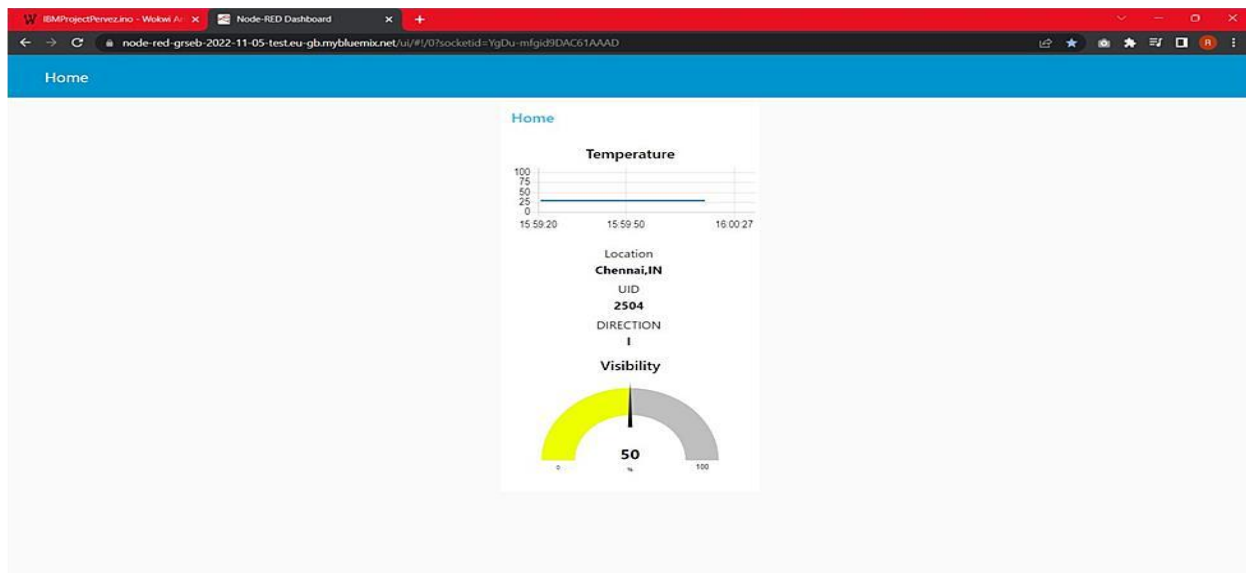 IBMProjectPervez.ino - Wokwi Ar
Node-RED Dashboard
node-red-grseb-2022-11-05-test.eu-gb.mybluemix.net/ui/#!/0?socketid=YgDu-mfgid9DAC61AAAD
R
Home
Home
Temperature
100
75
50
25
0
15:59:20 15:59:50 16:00:27
Location
Chennai,IN
UID
2504
DIRECTION
Visibility
50
0 % 100